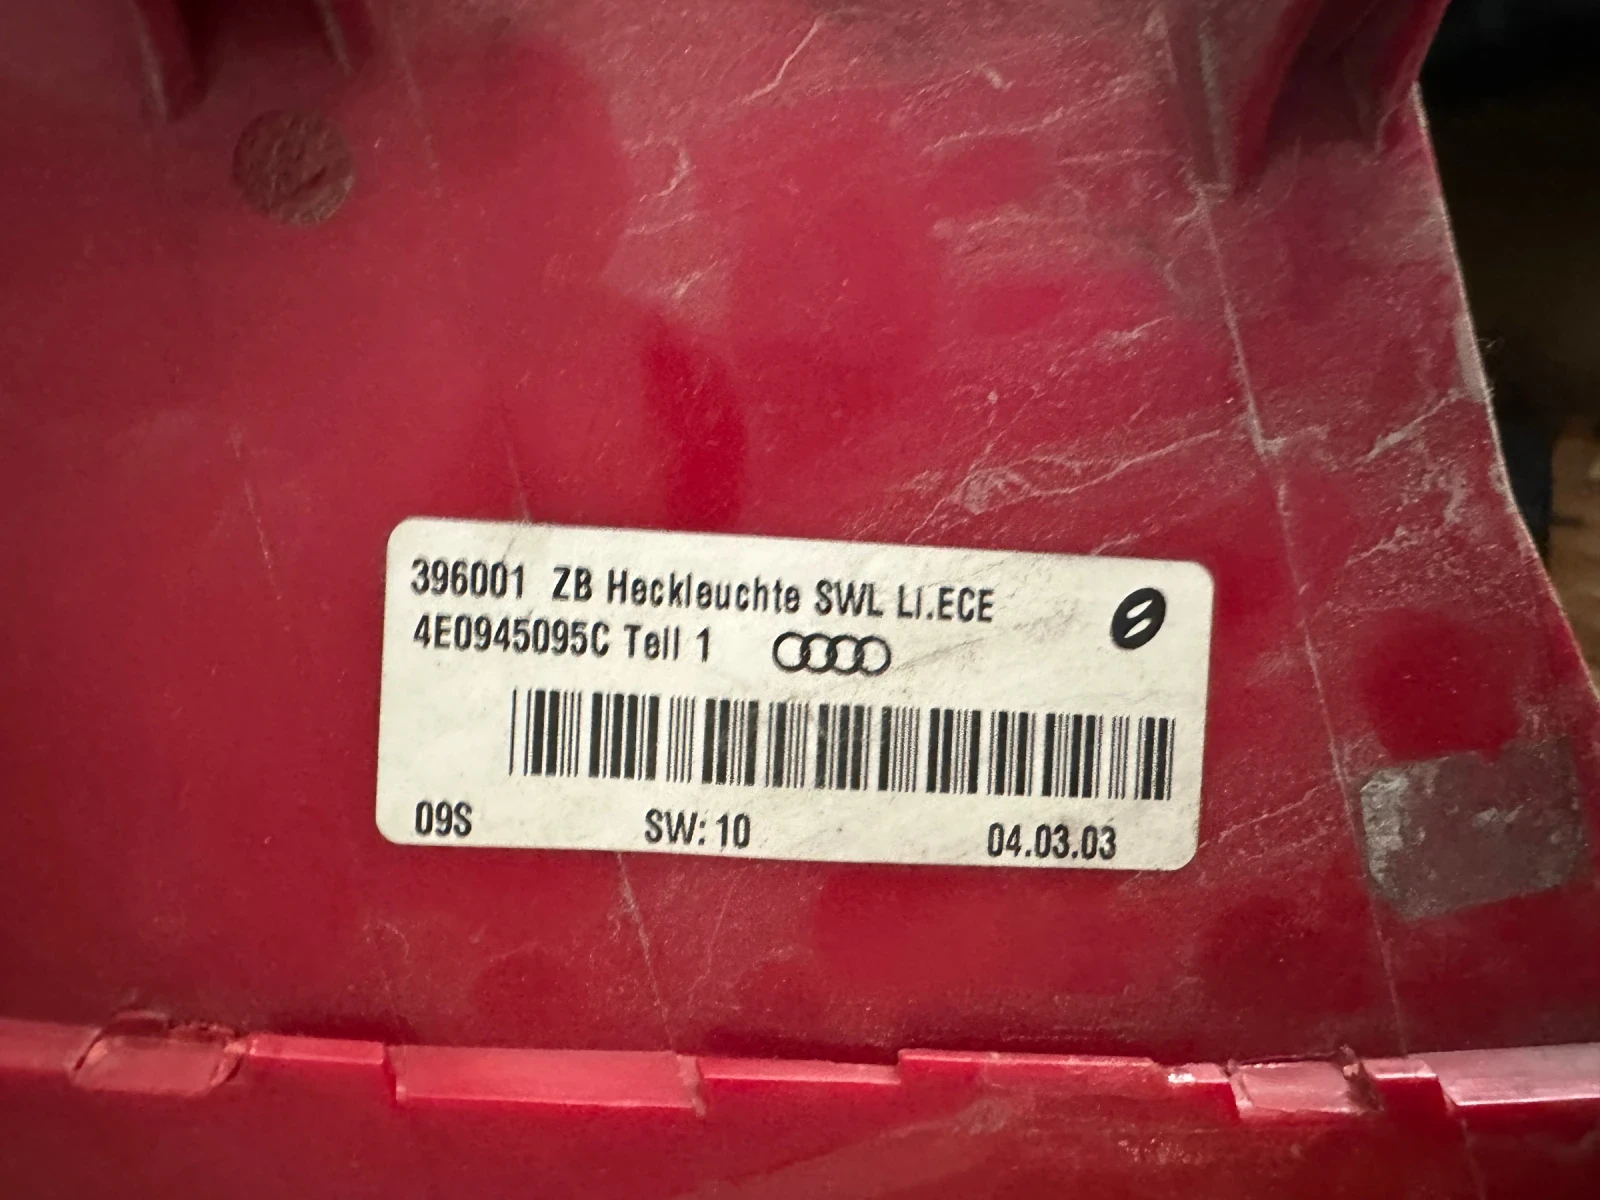 396001 ZB Heckleuchte SWL LI.ECE
4E0945095C Teil 1
09S SW: 10 04.03.03